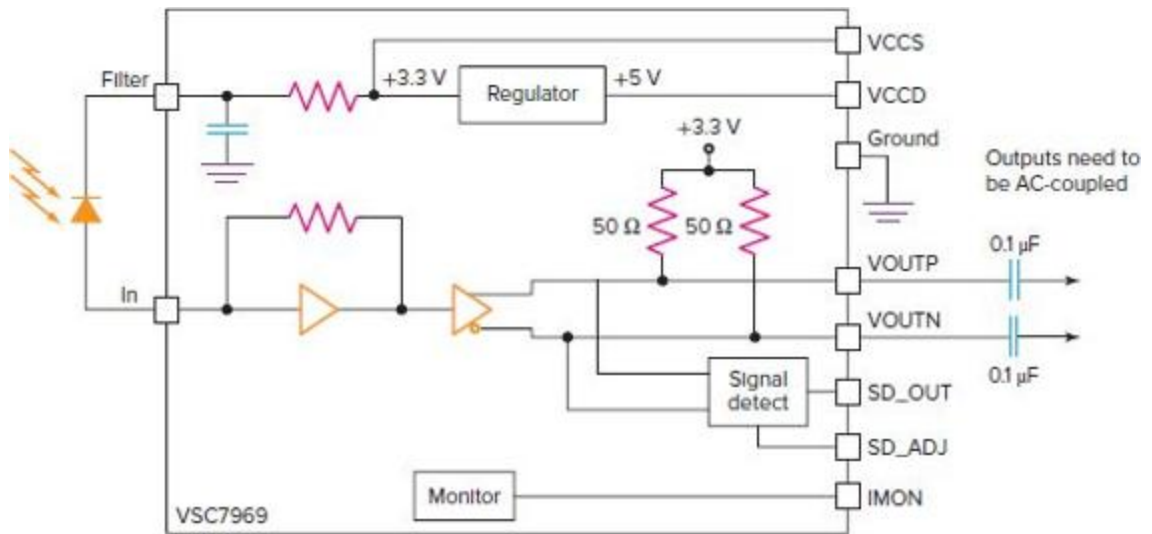 VCCS
Filter
+3.3 V
Regulator
+5 V
VCCD
+3.3 V
Ground
Outputs need to
be AC-coupled
50 Ω
50 Ω
0.1 µF
VOUTP
In
VOUTN
0.1 µF
Signal
detect
SD_OUT
SD_ADJ
Monitor
IMON
VSC7969